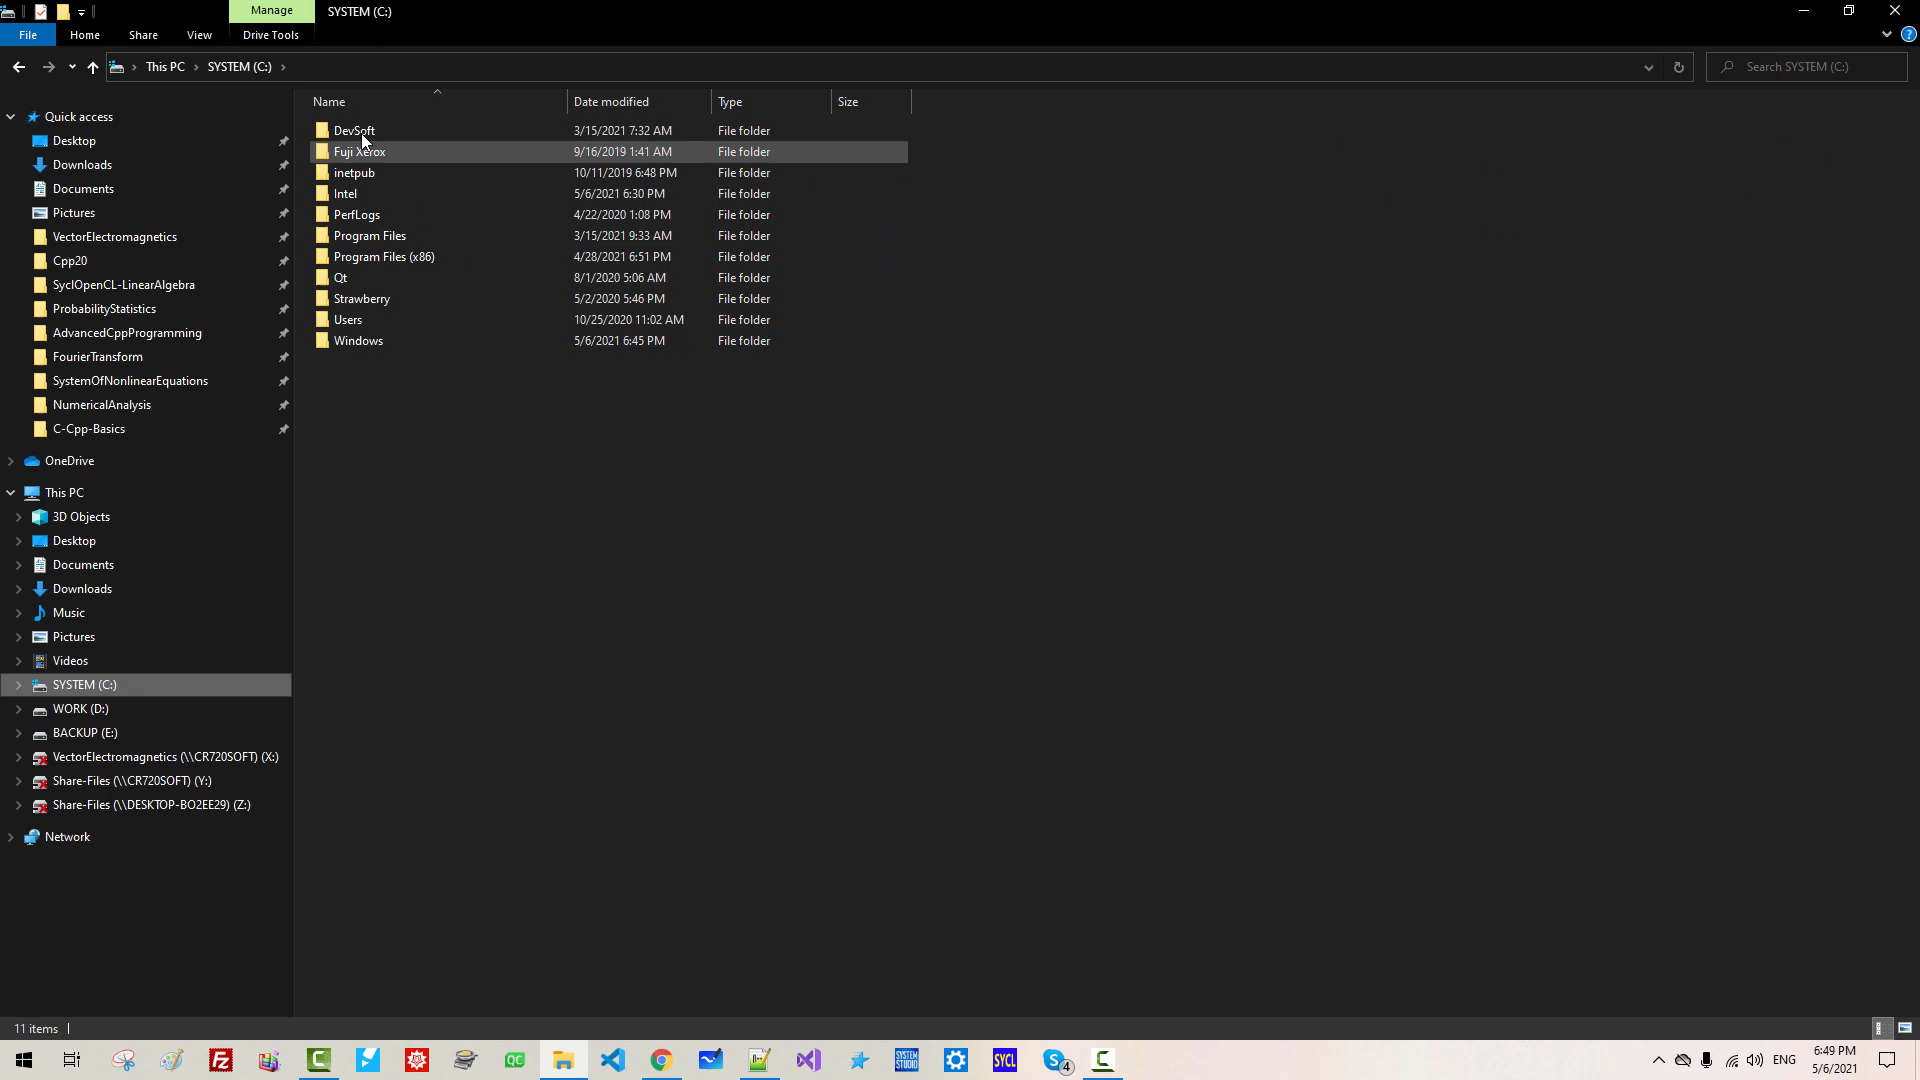 Manage
SYSTEM (C:)
File
Home
Share
View
Drive Tools
This PC
SYSTEM (C:)
Search SYSTEM (C:)
Name
Date modified
Type
Size
DevSoft 3/15/2021 7:32 AM File folder
Fuji Xerox 9/16/2019 1:41 AM File folder
inetpub 10/11/2019 6:48 PM File folder
Intel 5/6/2021 6:30 PM File folder
PerfLogs 4/22/2020 1:08 PM File folder
Program Files 3/15/2021 9:33 AM File folder
Program Files (x86) 4/28/2021 6:51 PM File folder
Qt 8/1/2020 5:06 AM File folder
Strawberry 5/2/2020 5:46 PM File folder
Users 10/25/2020 11:02 AM File folder
Windows 5/6/2021 6:45 PM File folder
Quick access
Desktop
Downloads
Documents
Pictures
VectorElectromagnetics
Cpp20
SyclOpenCL-LinearAlgebra
ProbabilityStatistics
AdvancedCppProgramming
FourierTransform
SystemOfNonlinearEquations
NumericalAnalysis
C-Cpp-Basics
OneDrive
This PC
3D Objects
Desktop
Documents
Downloads
Music
Pictures
Videos
SYSTEM (C:)
WORK (D:)
BACKUP (E:)
VectorElectromagnetics (\\CR720SOFT) (X:)
Share-Files (\\CR720SOFT) (Y:)
Share-Files (\\DESKTOP-BO2EE29) (Z:)
Network
11 items
Fz
QC
SYSTEM
STUDIO
SYCL
S
4
ENG
6:49 PM
5/6/2021